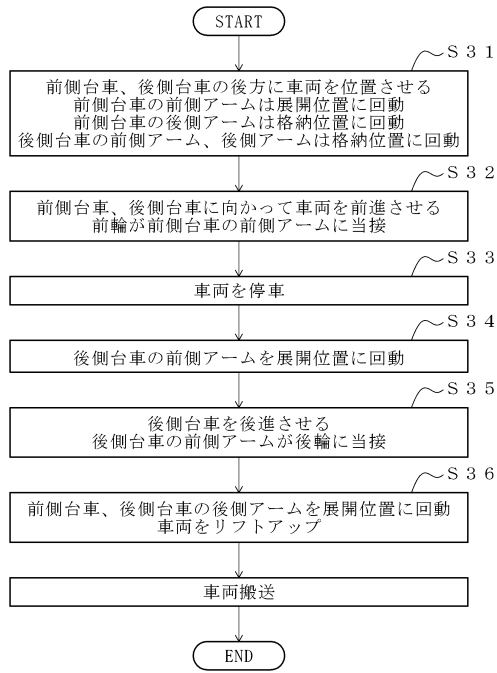 START
S31
前側台車、後側台車の後方に車両を位置させる
前側台車の前側アームは展開位置に回動
前側台車の後側アームは格納位置に回動
後側台車の前側アーム、後側アームは格納位置に回動
S32
前側台車、後側台車に向かって車両を前進させる
前輪が前側台車の前側アームに当接
S33
車両を停車
S34
後側台車の前側アームを展開位置に回動
S35
後側台車を後進させる
後側台車の前側アームが後輪に当接
S36
前側台車、後側台車の後側アームを展開位置に回動
車両をリフトアップ
車両搬送
END